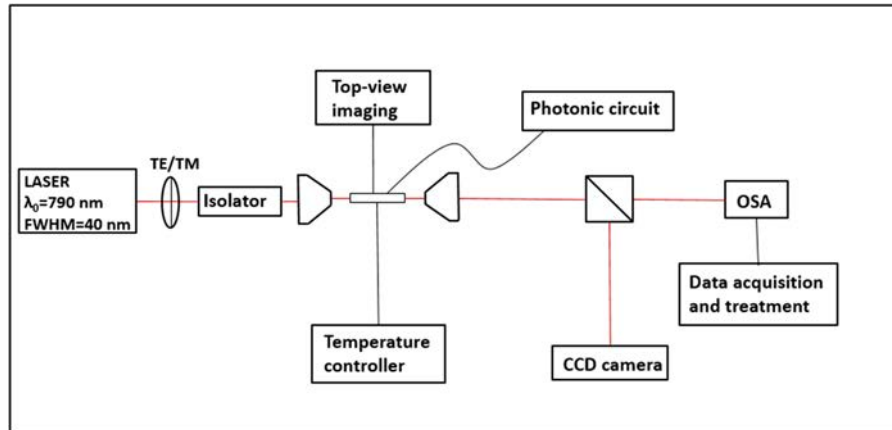 Top-view
imaging
Photonic circuit
TE/TM
LASER
λ₀=790 nm
FWHM=40 nm
Isolator
OSA
Data acquisition
and treatment
Temperature
controller
CCD camera